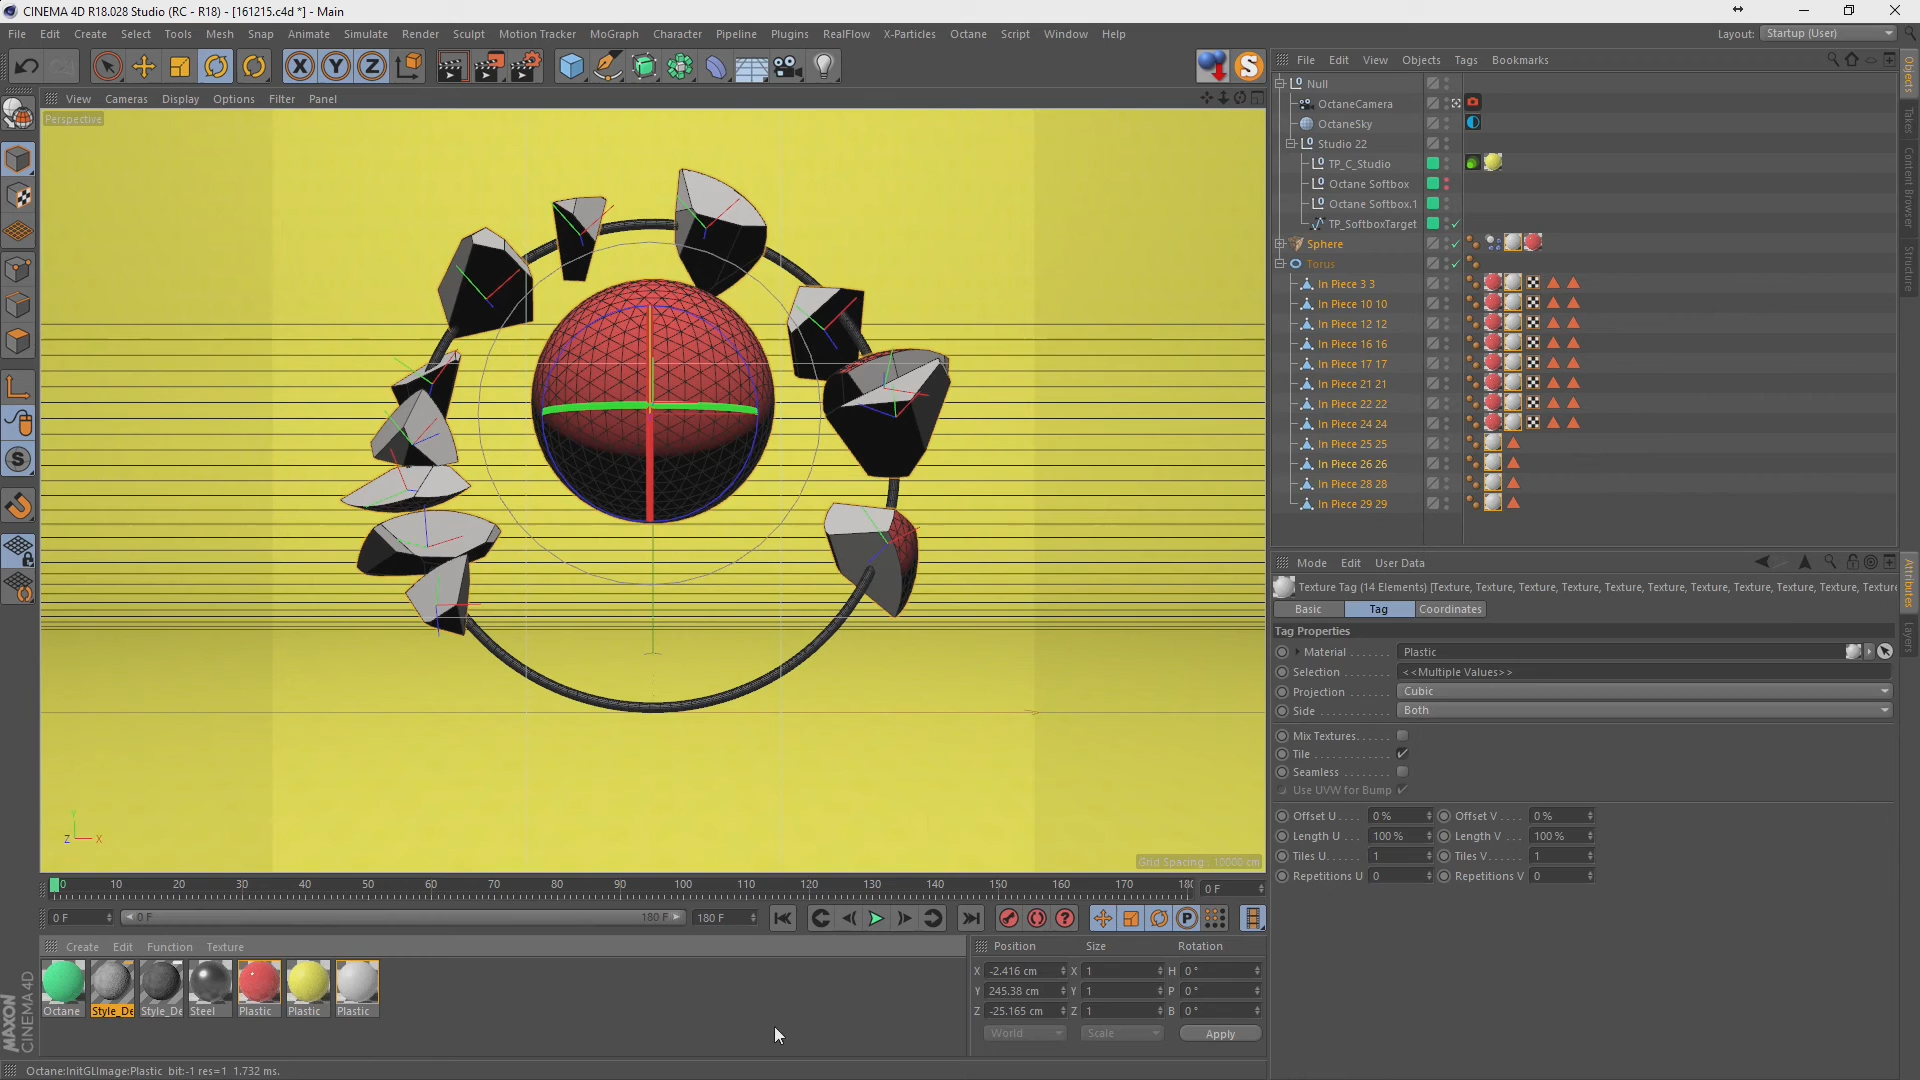 CINEMA 4D R18.028 Studio (RC - R18) - [161215.c4d *] - Main
File Edit Create Select Tools Mesh Snap Animate Simulate Render Sculpt Motion Tracker MoGraph Character Pipeline Plugins RealFlow X-Particles Octane Script Window Help
Layout: Startup (User)
View Cameras Display Options Filter Panel
Perspective
Grid Spacing : 10000 cm
Y
Z X
File Edit View Objects Tags Bookmarks
Null
OctaneCamera
OctaneSky
Studio 22
TP_C_Studio
Octane Softbox
Octane Softbox.1
TP_SoftboxTarget
Sphere
Torus
In Piece 3 3
In Piece 10 10
In Piece 12 12
In Piece 16 16
In Piece 17 17
In Piece 21 21
In Piece 22 22
In Piece 24 24
In Piece 25 25
In Piece 26 26
In Piece 28 28
In Piece 29 29
Objects
Takes
Content Browser
Structure
Mode Edit User Data
Texture Tag (14 Elements) [Texture, Texture, Texture, Texture, Texture, Texture, Texture, Texture, Texture, Texture, Texture, Texture
Basic Tag Coordinates
Tag Properties
Material . . . . . . . Plastic
Selection . . . . . . . <<Multiple Values>>
Projection . . . . . . Cubic
Side . . . . . . . . . . . Both
Mix Textures. . . . . .
Tile . . . . . . . . . . . .
Seamless . . . . . . . .
Use UVW for Bump
Offset U . . . . 0 % Offset V . . . . 0 %
Length U . . . 100 % Length V . . . 100 %
Tiles U. . . . . . 1 Tiles V. . . . . . 1
Repetitions U 0 Repetitions V 0
Attributes
Layers
0 10 20 30 40 50 60 70 80 90 100 110 120 130 140 150 160 170 180
0 F
0 F 0 F 180 F 180 F
Create Edit Function Texture
Octane Style_De Style_De Steel Plastic Plastic Plastic
Position Size Rotation
X -2.416 cm X 1 H 0 °
Y 245.38 cm Y 1 P 0 °
Z -25.165 cm Z 1 B 0 °
World Scale Apply
MAXON
CINEMA 4D
Octane:InitGLImage:Plastic bit:-1 res=1 1.732 ms.